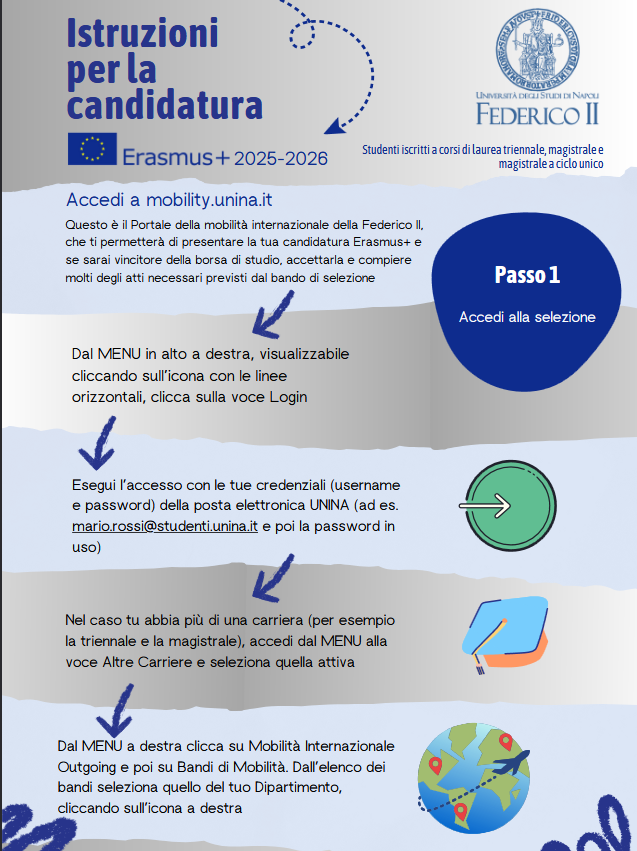 Istruzioni
per la
candidatura
Erasmus+ 2025-2026
UNIVERSITÀ DEGLI STUDI DI NAPOLI
FEDERICO II
Studenti iscritti a corsi di laurea triennale, magistrale e
magistrale a ciclo unico
Accedi a mobility.unina.it
Questo è il Portale della mobilità internazionale della Federico II,
che ti permetterà di presentare la tua candidatura Erasmus+ e
se sarai vincitore della borsa di studio, accettarla e compiere
molti degli atti necessari previsti dal bando di selezione
Passo 1
Accedi alla selezione
Dal MENU in alto a destra, visualizzabile
cliccando sull'icona con le linee
orizzontali, clicca sulla voce Login
Esegui l'accesso con le tue credenziali (username
e password) della posta elettronica UNINA (ad es.
mario.rossi@studenti.unina.it e poi la password in
uso)
Nel caso tu abbia più di una carriera (per esempio
la triennale e la magistrale), accedi dal MENU alla
voce Altre Carriere e seleziona quella attiva
Dal MENU a destra clicca su Mobilità Internazionale
Outgoing e poi su Bandi di Mobilità. Dall'elenco dei
bandi seleziona quello del tuo Dipartimento,
cliccando sull'icona a destra